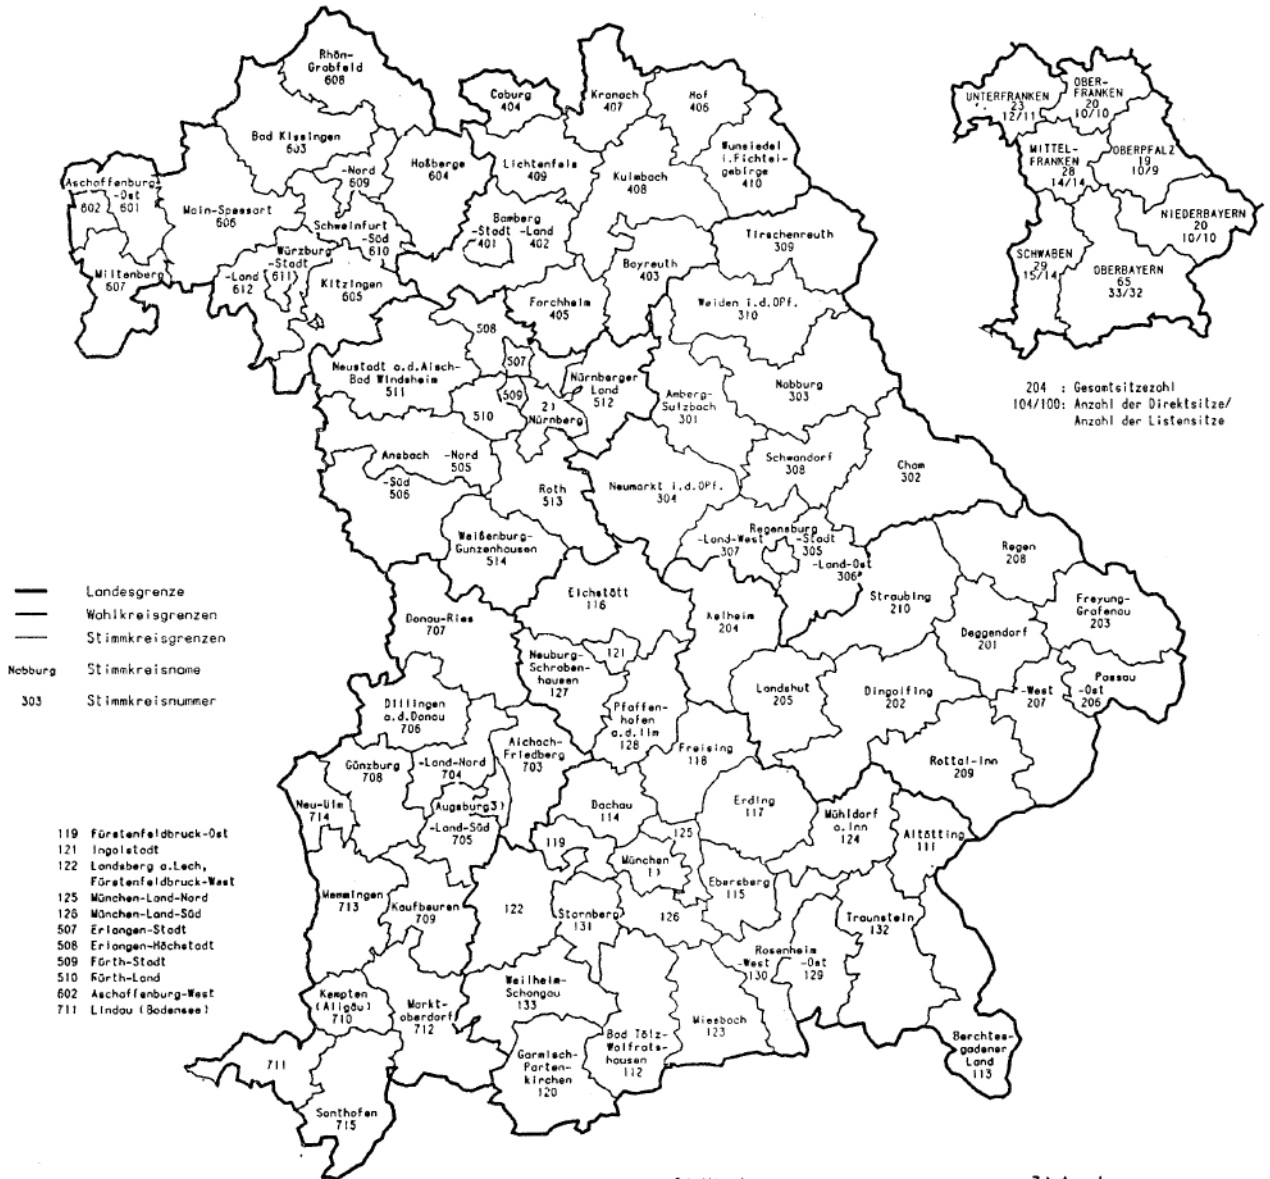 Rhön-
Grabfeld
608
Coburg
404
Kronach
407
Hof
406
Bad Kissingen
603
-Nord
609
Haßberge
604
Lichtenfels
409
Kulmbach
408
Wunsiedel
i.Fichtel-
gebirge
410
Aschaffenburg
-Ost
602 601
Main-Spessart
606
Schweinfurt
-Süd
610
Bamberg
-Stadt -Land
401 402
Bayreuth
403
Tirschenreuth
309
Miltenberg
607
Würzburg
-Stadt
611
-Land
612
Kitzingen
605
Forchheim
405
Weiden i.d.OPf.
310
508
507
Neustadt a.d.Aisch-
Bad Windsheim
511
509
510
2)
Nürnberg
Nürnberger
Land
512
Amberg-
Sulzbach
301
Nabburg
303
Ansbach -Nord
505
-Süd
506
Roth
513
Neumarkt i.d.OPf.
304
Schwandorf
308
Cham
302
Weißenburg-
Gunzenhausen
514
Regensburg
-Land-West
307
-Stadt
305
-Land-Ost
306
Regen
208
Eichstätt
116
Kelheim
204
Straubing
210
Freyung-
Grafenau
203
Donau-Ries
707
Deggendorf
201
Neuburg-
Schroben-
hausen
127
121
Landshut
205
Dingolfing
202
-West
207
Passau
-Ost
206
Dillingen
a.d.Donau
706
Pfaffen-
hofen
a.d.Ilm
128
Freising
118
Rottal-Inn
209
Aichach-
Friedberg
703
Günzburg
708
-Land-Nord
704
Neu-Ulm
714
Augsburg3)
-Land-Süd
705
Dachau
114
Erding
117
Mühldorf
a.Inn
124
Altötting
111
119
125
München
1)
Ebersberg
115
Memmingen
713
Kaufbeuren
709
122
Starnberg
131
126
Traunstein
132
Rosenheim
-West
130
-Ost
129
Kempten
(Allgäu)
710
Markt-
oberdorf
712
Weilheim-
Schongau
133
Miesbach
123
Bad Tölz-
Wolfrats-
hausen
112
Garmisch-
Parten-
kirchen
120
Berchtes-
gadener
Land
113
711
Sonthofen
715
UNTERFRANKEN
23
12/11
OBER-
FRANKEN
20
10/10
MITTEL-
FRANKEN
28
14/14
OBERPFALZ
19
10/9
NIEDERBAYERN
20
10/10
SCHWABEN
29
15/14
OBERBAYERN
65
33/32
204 : Gesamtsitzezahl
104/100: Anzahl der Direktsitze/
Anzahl der Listensitze
Landesgrenze
Wahlkreisgrenzen
Stimmkreisgrenzen
Nabburg Stimmkreisname
303 Stimmkreisnummer
119 Fürstenfeldbruck-Ost
121 Ingolstadt
122 Landsberg a.Lech,
Fürstenfeldbruck-West
125 München-Land-Nord
126 München-Land-Süd
507 Erlangen-Stadt
508 Erlangen-Höchstadt
509 Fürth-Stadt
510 Fürth-Land
602 Aschaffenburg-West
711 Lindau (Bodensee)